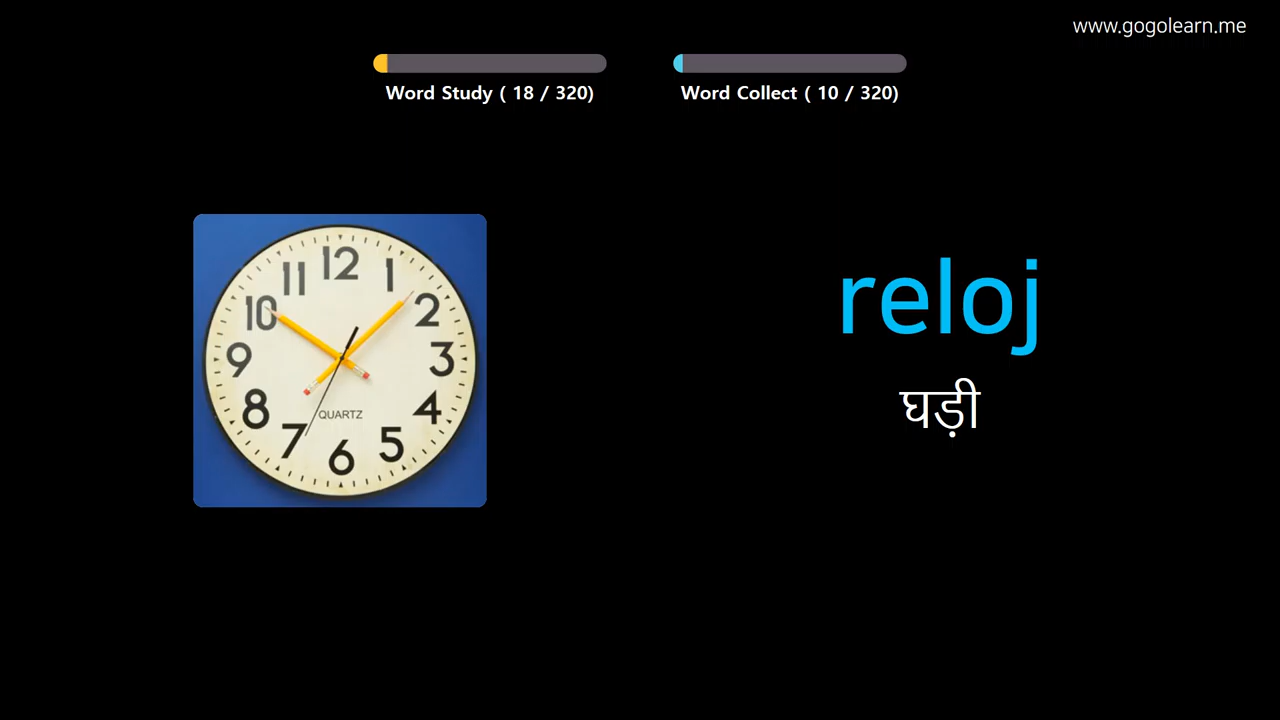 www.gogolearn.me
Word Study ( 18 / 320)
Word Collect ( 10 / 320)
12
11
1
10
2
9
3
8
4
QUARTZ
7
5
6
reloj
घड़ी